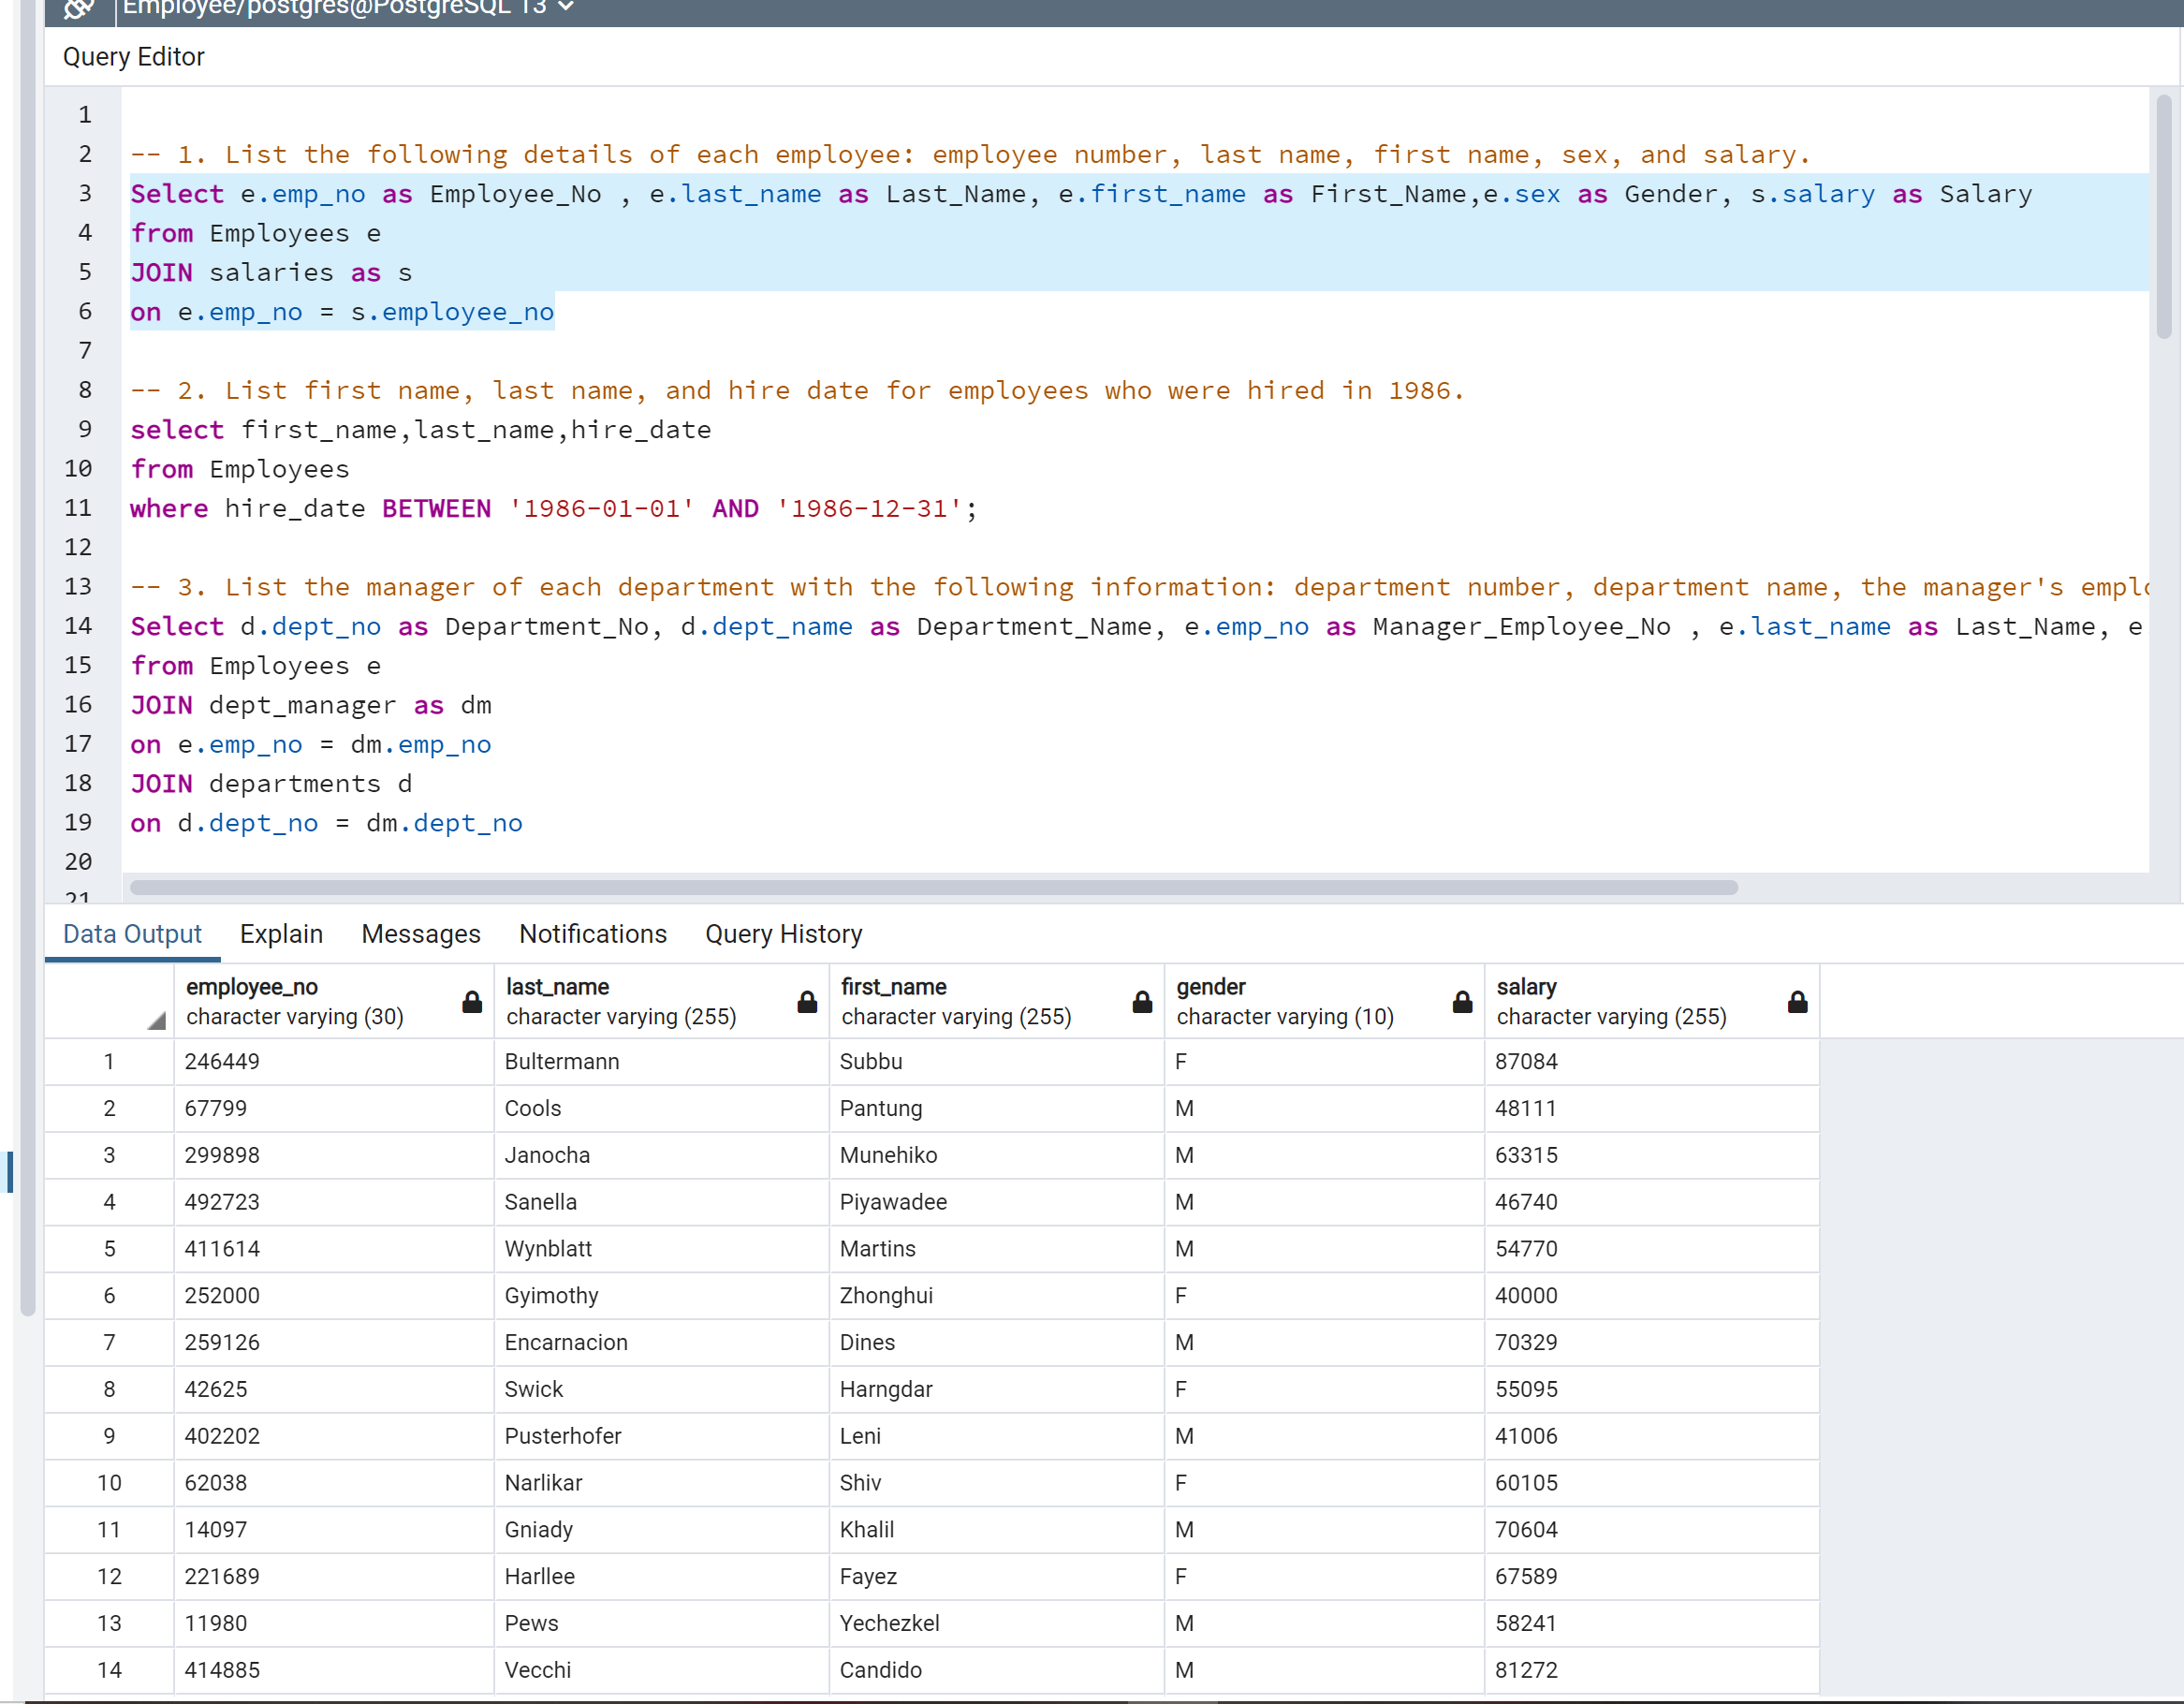 Employee/postgres@PostgreSQL 13
Query Editor
1
2 -- 1. List the following details of each employee: employee number, last name, first name, sex, and salary.
3 Select e.emp_no as Employee_No , e.last_name as Last_Name, e.first_name as First_Name,e.sex as Gender, s.salary as Salary
4 from Employees e
5 JOIN salaries as s
6 on e.emp_no = s.employee_no
7
8 -- 2. List first name, last name, and hire date for employees who were hired in 1986.
9 select first_name,last_name,hire_date
10 from Employees
11 where hire_date BETWEEN '1986-01-01' AND '1986-12-31';
12
13 -- 3. List the manager of each department with the following information: department number, department name, the manager's
14 Select d.dept_no as Department_No, d.dept_name as Department_Name, e.emp_no as Manager_Employee_No , e.last_name as Last_Name, e
15 from Employees e
16 JOIN dept_manager as dm
17 on e.emp_no = dm.emp_no
18 JOIN departments d
19 on d.dept_no = dm.dept_no
20
21
Data Output Explain Messages Notifications Query History
employee_no last_name first_name gender salary
character varying (30) character varying (255) character varying (255) character varying (10) character varying (255)
1 246449 Bultermann Subbu F 87084
2 67799 Cools Pantung M 48111
3 299898 Janocha Munehiko M 63315
4 492723 Sanella Piyawadee M 46740
5 411614 Wynblatt Martins M 54770
6 252000 Gyimothy Zhonghui F 40000
7 259126 Encarnacion Dines M 70329
8 42625 Swick Harngdar F 55095
9 402202 Pusterhofer Leni M 41006
10 62038 Narlikar Shiv F 60105
11 14097 Gniady Khalil M 70604
12 221689 Harllee Fayez F 67589
13 11980 Pews Yechezkel M 58241
14 414885 Vecchi Candido M 81272